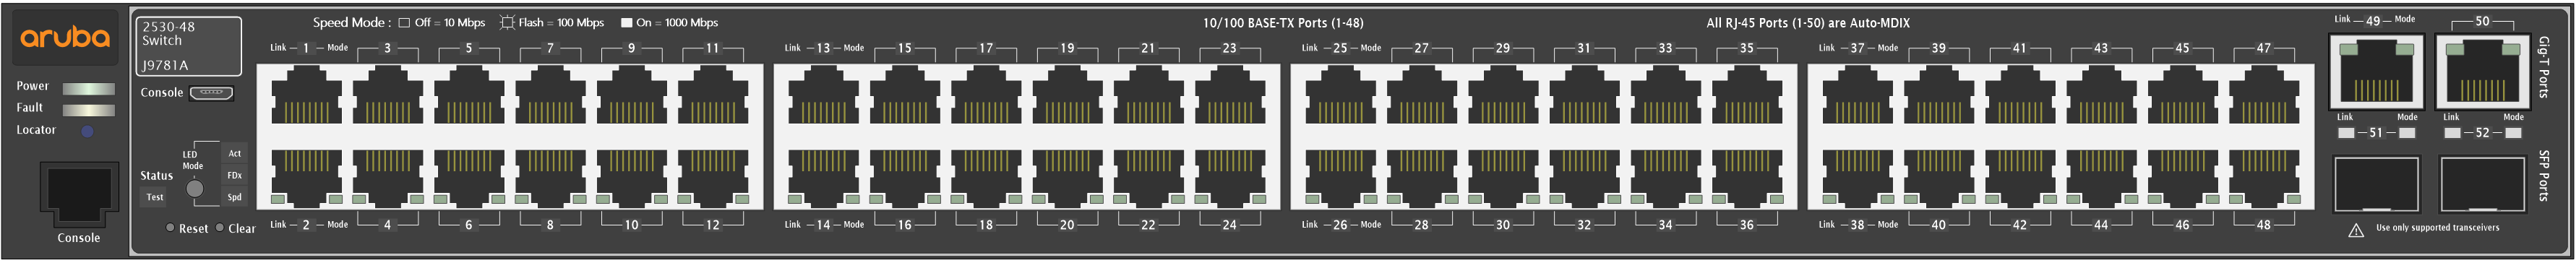 aruba
2530-48
Switch
J9781A
Power
Fault
Locator
Console
Console
LED
Mode
Act
FDx
Spd
Status
Test
Reset Clear
Speed Mode : Off = 10 Mbps Flash = 100 Mbps On = 1000 Mbps
10/100 BASE-TX Ports (1-48)
All RJ-45 Ports (1-50) are Auto-MDIX
Link 1 Mode 3 5 7 9 11
Link 13 Mode 15 17 19 21 23
Link 25 Mode 27 29 31 33 35
Link 37 Mode 39 41 43 45 47
Link 2 Mode 4 6 8 10 12
Link 14 Mode 16 18 20 22 24
Link 26 Mode 28 30 32 34 36
Link 38 Mode 40 42 44 46 48
Link 49 Mode 50
Gig-T Ports
Link Mode Link Mode
51 52
SFP Ports
Use only supported transceivers